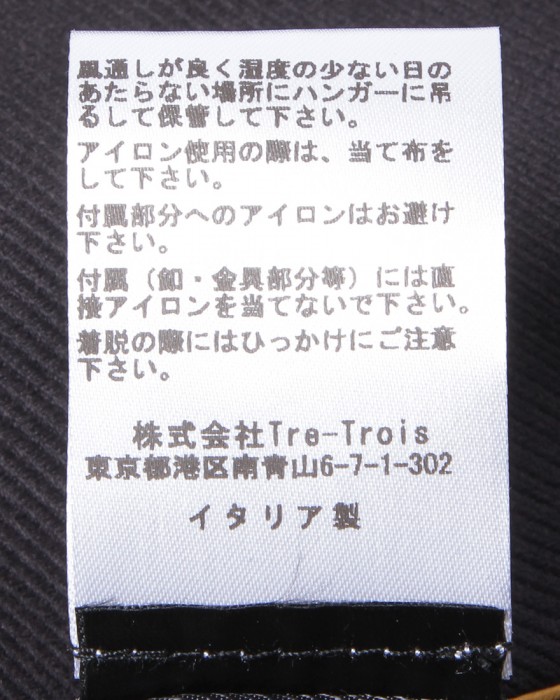 風通しが良く湿度の少ない日の
あたらない場所にハンガーに吊
るして保管して下さい。
アイロン使用の際は、当て布を
して下さい。
付属部分へのアイロンはお避け
下さい。
付属（釦・金具部分等）には直
接アイロンを当てないで下さい。
着脱の際にはひっかけにご注意
下さい。
株式会社Tre-Trois
東京都港区南青山6-7-1-302
イタリア製